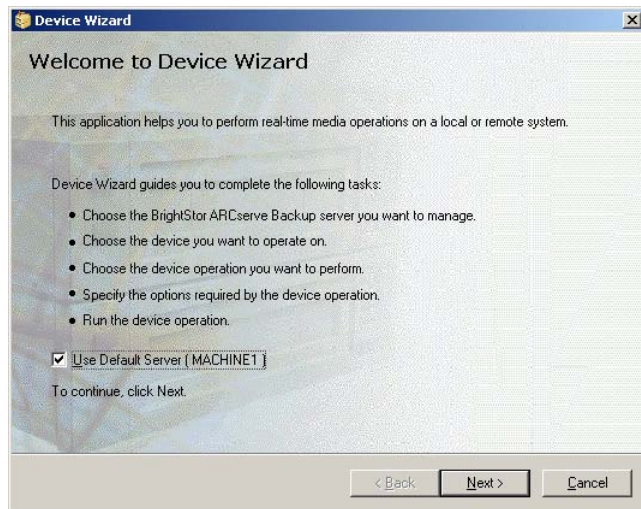 Device Wizard
Welcome to Device Wizard
This application helps you to perform real-time media operations on a local or remote system.
Device Wizard guides you to complete the following tasks:
• Choose the BrightStor ARCserve Backup server you want to manage.
• Choose the device you want to operate on.
• Choose the device operation you want to perform.
• Specify the options required by the device operation.
• Run the device operation.
Use Default Server ( MACHINE1 )
To continue, click Next.
< Back Next > Cancel